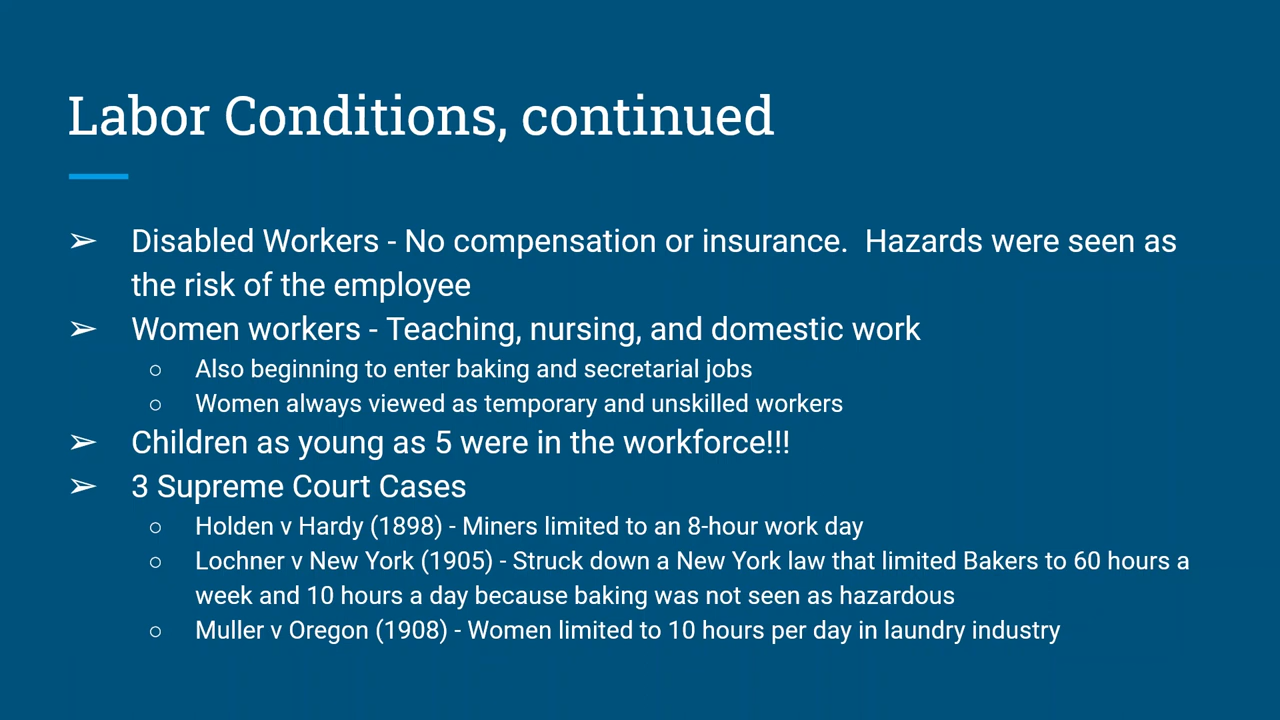 Labor Conditions, continued
➢ Disabled Workers - No compensation or insurance.  Hazards were seen as
the risk of the employee
➢ Women workers - Teaching, nursing, and domestic work
○ Also beginning to enter baking and secretarial jobs
○ Women always viewed as temporary and unskilled workers
➢ Children as young as 5 were in the workforce!!!
➢ 3 Supreme Court Cases
○ Holden v Hardy (1898) - Miners limited to an 8-hour work day
○ Lochner v New York (1905) - Struck down a New York law that limited Bakers to 60 hours a
week and 10 hours a day because baking was not seen as hazardous
○ Muller v Oregon (1908) - Women limited to 10 hours per day in laundry industry